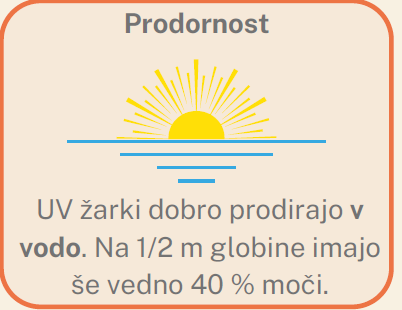 Prodornost
UV žarki dobro prodirajo v
vodo. Na 1/2 m globine imajo
še vedno 40 % moči.